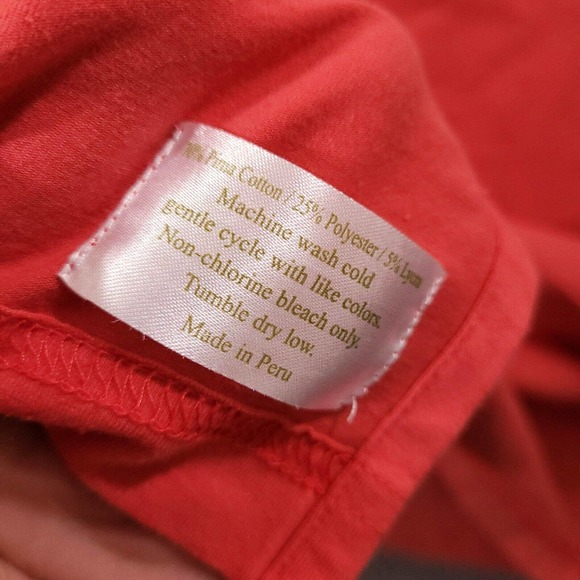 Pima Cotton / 25% Polyester / 5% Lycra
Machine wash cold
gentle cycle with like colors.
Non-chlorine bleach only.
Tumble dry low.
Made in Peru